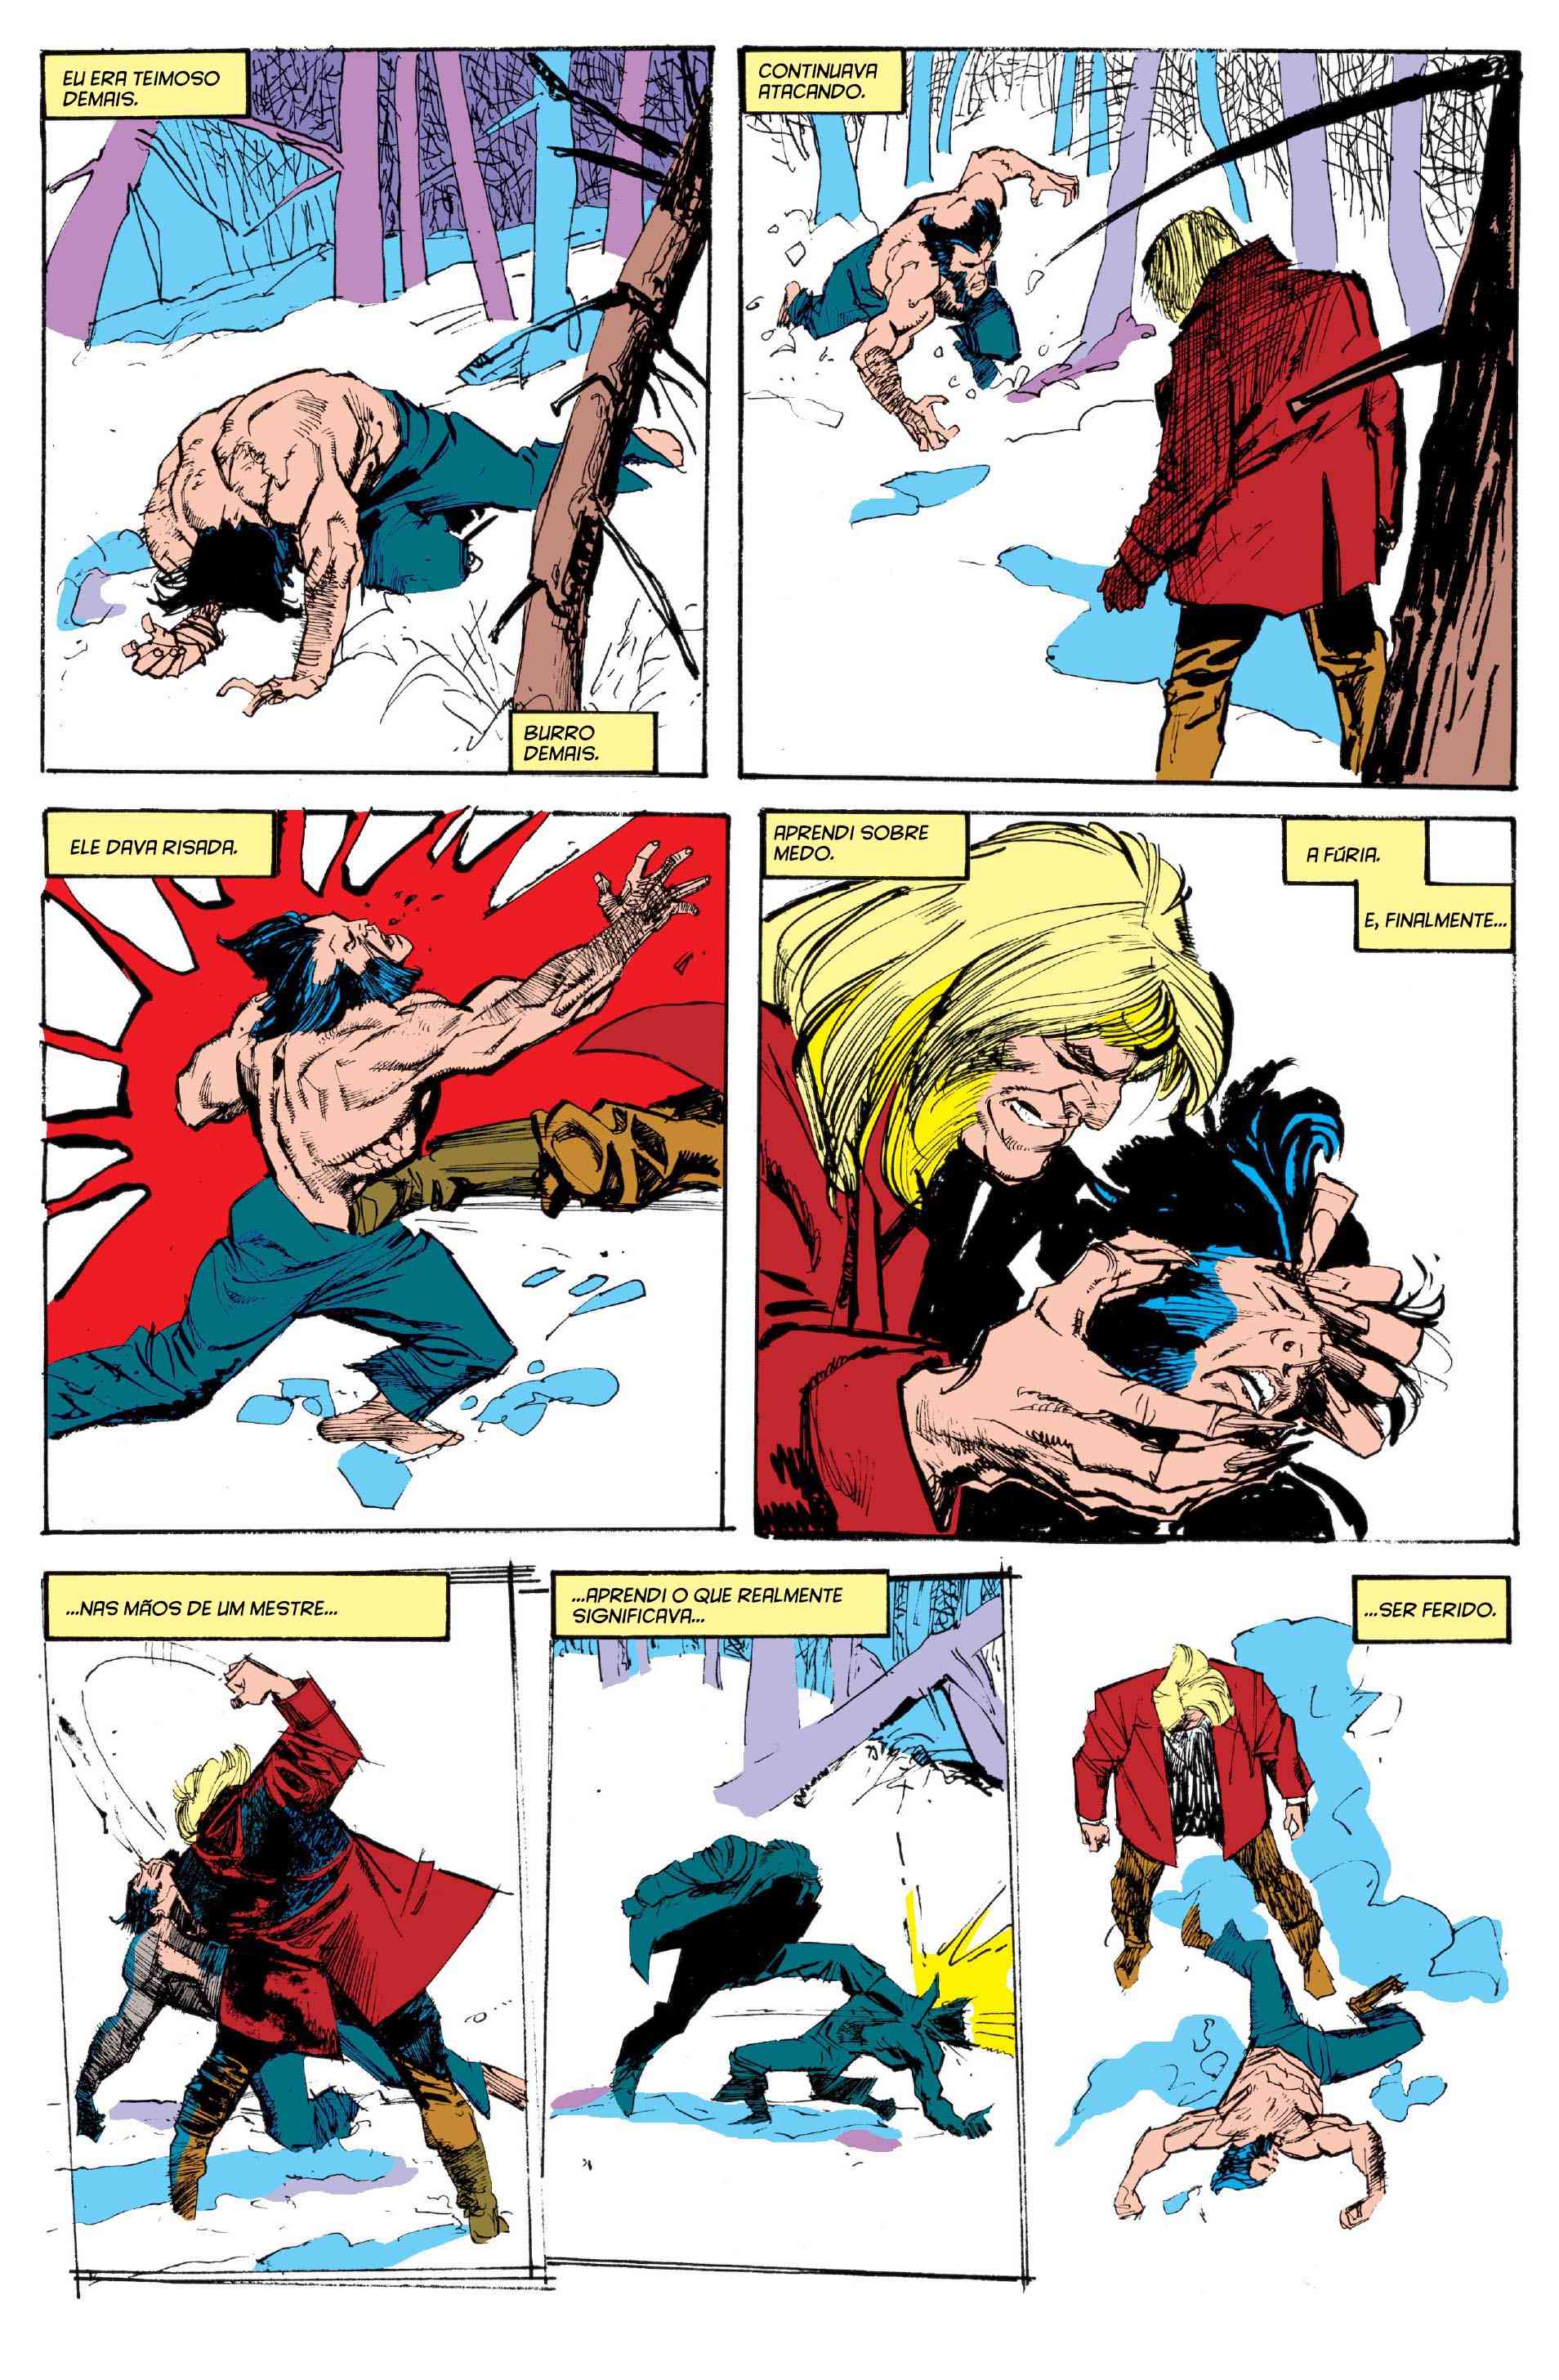 EU ERA TEIMOSO
DEMAIS.
BURRO
DEMAIS.
CONTINUAVA
ATACANDO.
ELE DAVA RISADA.
APRENDI SOBRE
MEDO.
A FÚRIA.
E, FINALMENTE...
...NAS MÃOS DE UM MESTRE...
...APRENDI O QUE REALMENTE
SIGNIFICAVA...
...SER FERIDO.